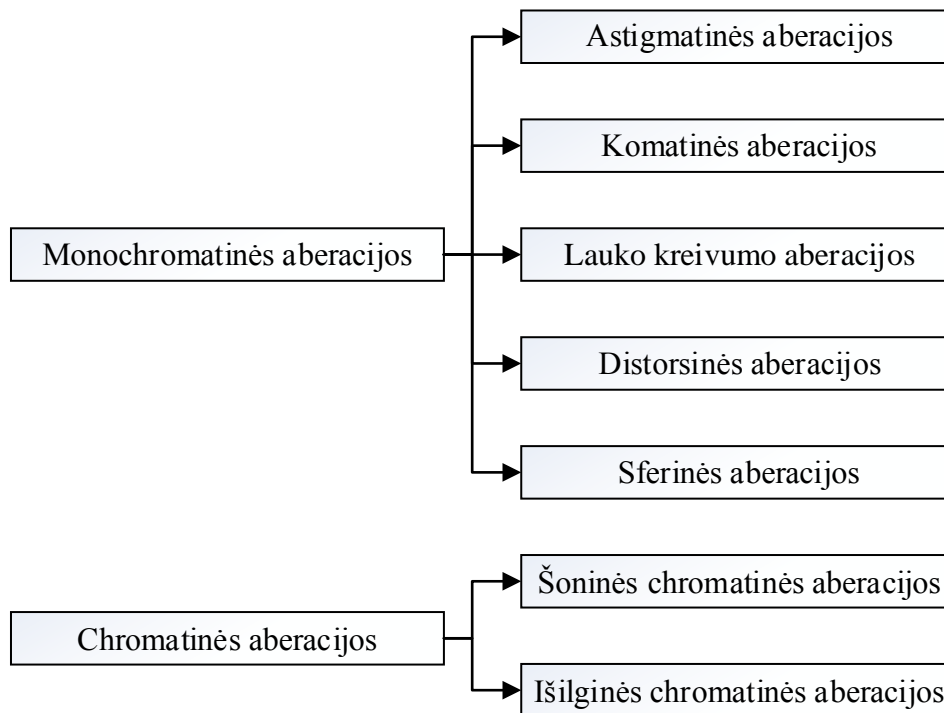 Monochromatinės aberacijos
Astigmatinės aberacijos
Komatinės aberacijos
Lauko kreivumo aberacijos
Distorsinės aberacijos
Sferinės aberacijos
Chromatinės aberacijos
Šoninės chromatinės aberacijos
Išilginės chromatinės aberacijos